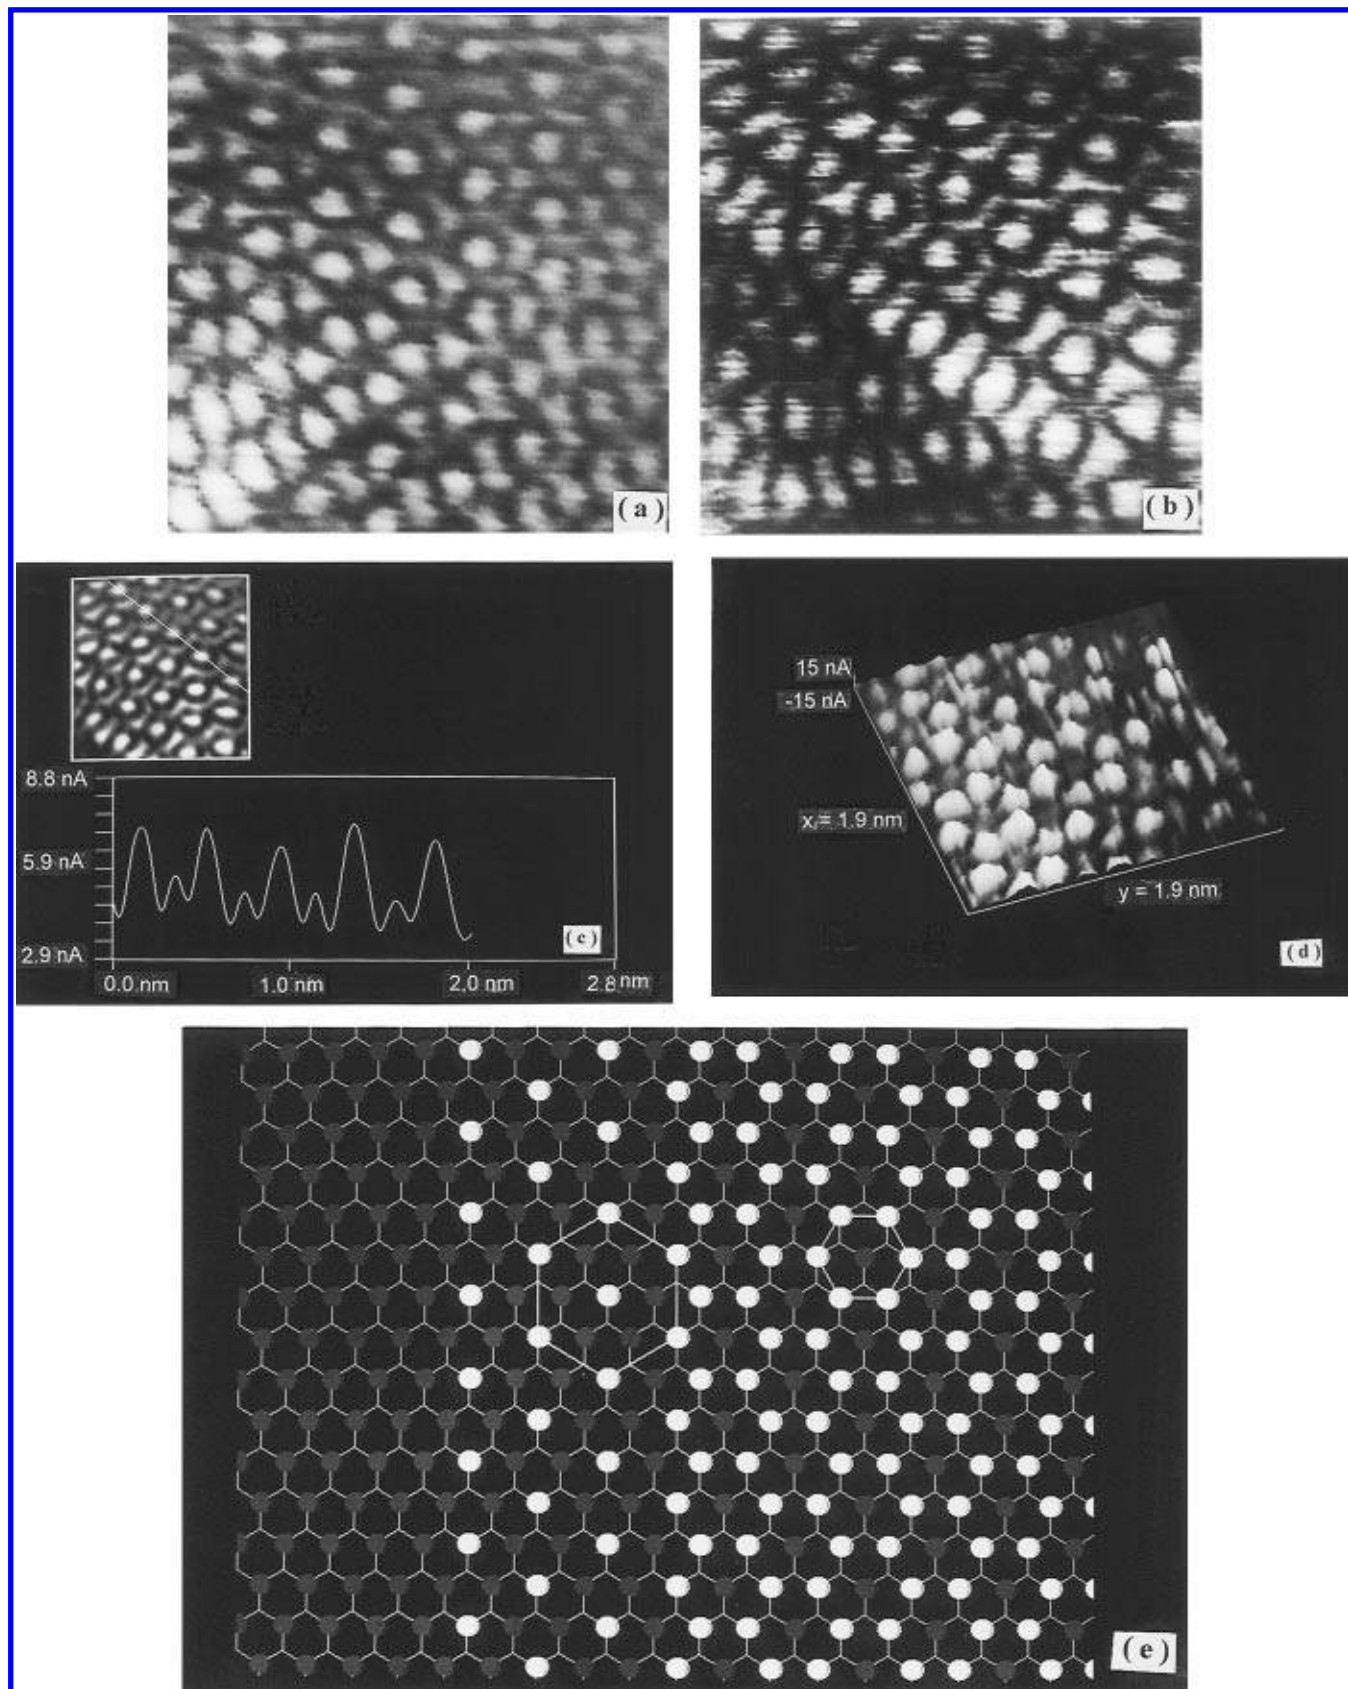 ( a )
( b )
8.8 nA
5.9 nA
2.9 nA
0.0 nm
1.0 nm
2.0 nm
2.8 nm
( c )
15 nA
-15 nA
x = 1.9 nm
y = 1.9 nm
( d )
( e )